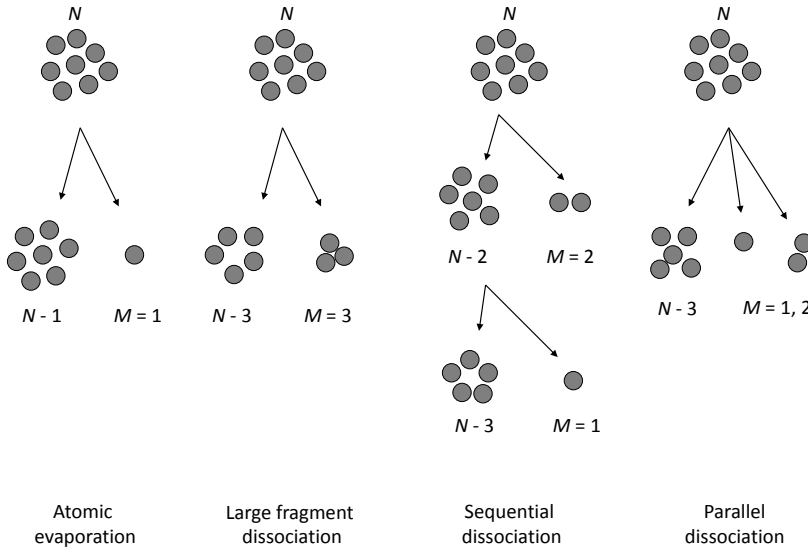 N
N
N
N
N - 2
M = 2
N - 1
M = 1
N - 3
M = 3
N - 3
M = 1, 2
N - 3
M = 1
Atomic
evaporation
Large fragment
dissociation
Sequential
dissociation
Parallel
dissociation